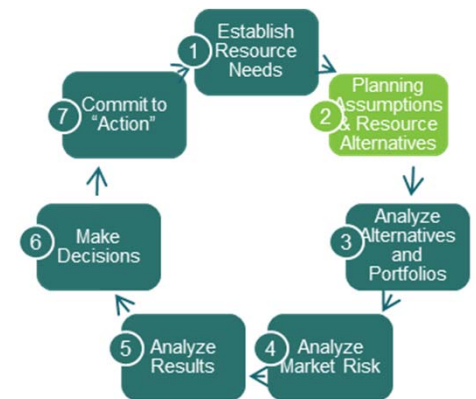 1
Establish
Resource
Needs
2
Planning
Assumptions
& Resource
Alternatives
3
Analyze
Alternatives
and
Portfolios
4
Analyze
Market Risk
5
Analyze
Results
6
Make
Decisions
7
Commit to
“Action”